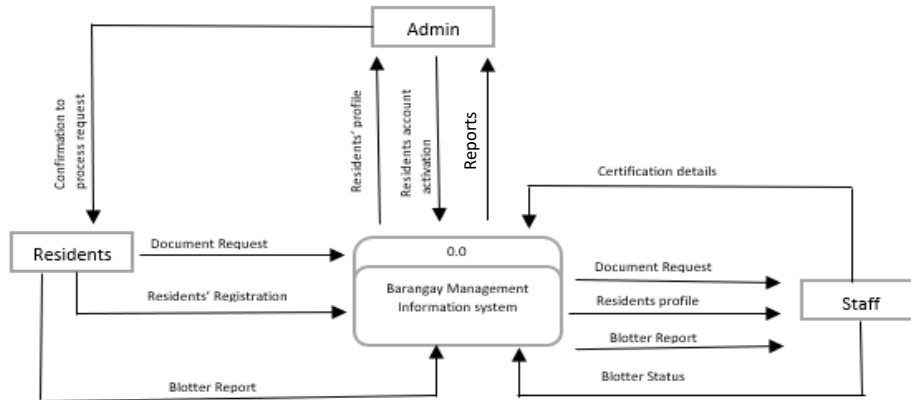 Admin
Confirmation to
process request
Residents' profile
Residents account
activation
Reports
Certification details
Residents
Document Request
0.0
Residents' Registration
Barangay Management
Information system
Document Request
Residents profile
Staff
Blotter Report
Blotter Report
Blotter Status